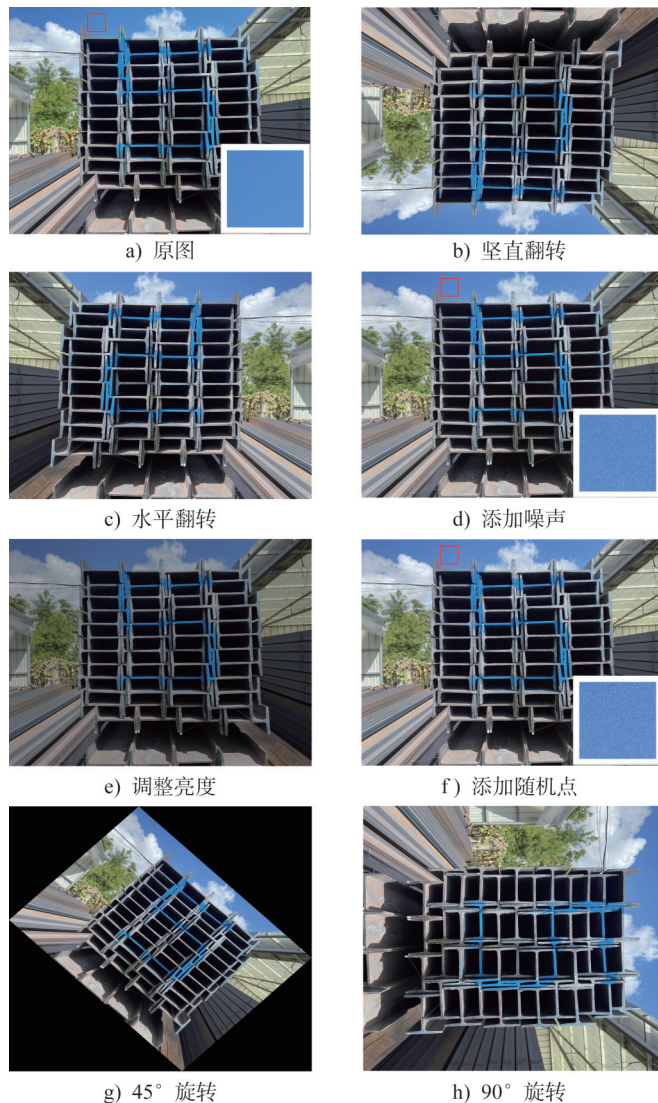 a) 原图
b) 坚直翻转
c) 水平翻转
d) 添加噪声
e) 调整亮度
f) 添加随机点
g) 45° 旋转
h) 90° 旋转